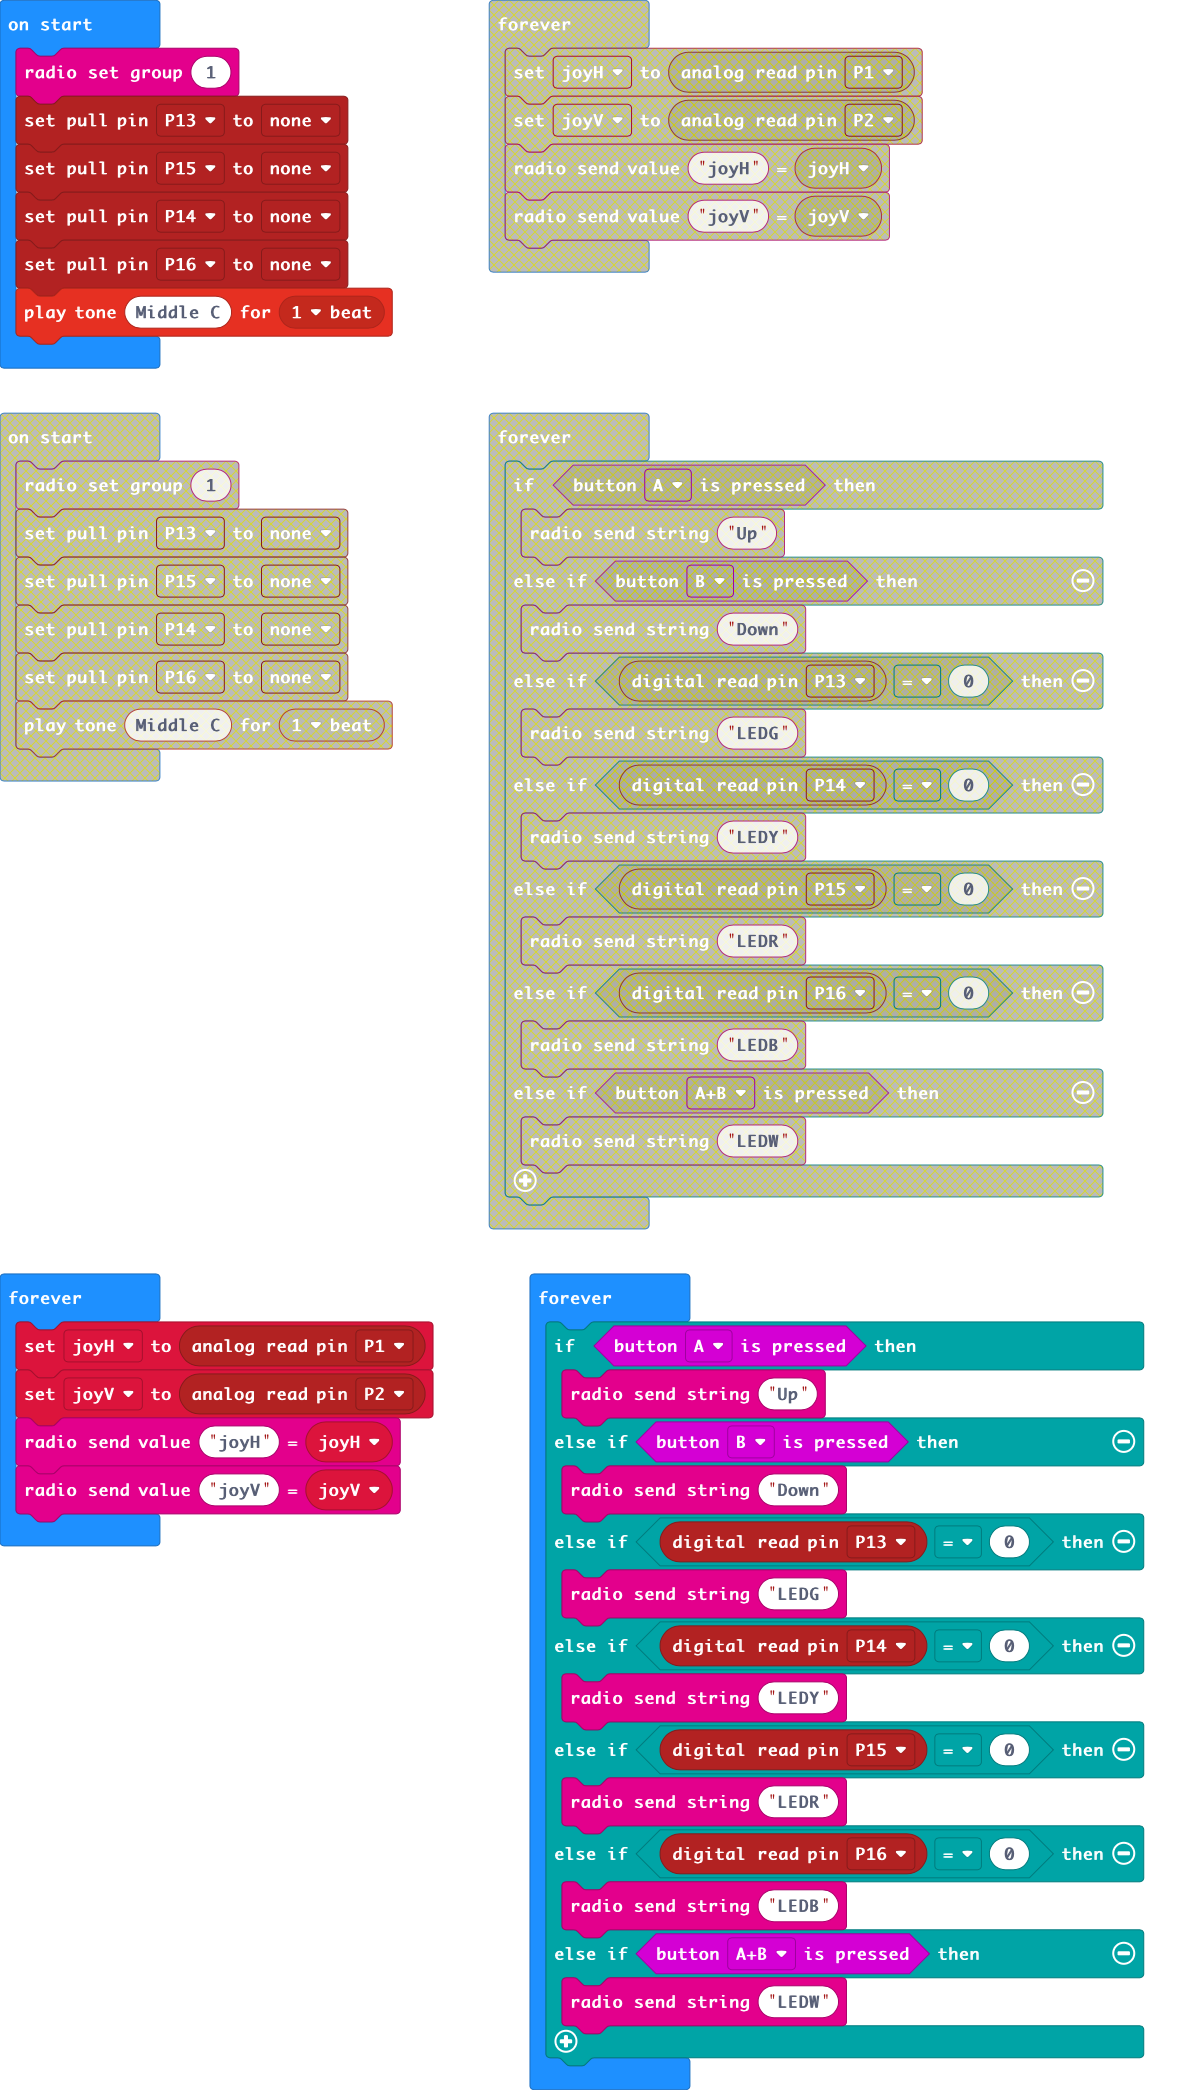 on start
radio set group 1
set pull pin P13 to none
set pull pin P15 to none
set pull pin P14 to none
set pull pin P16 to none
play tone Middle C for 1 beat
forever
set joyH to analog read pin P1
set joyV to analog read pin P2
radio send value "joyH" = joyH
radio send value "joyV" = joyV
on start
radio set group 1
set pull pin P13 to none
set pull pin P15 to none
set pull pin P14 to none
set pull pin P16 to none
play tone Middle C for 1 beat
forever
if button A is pressed then
radio send string "Up"
else if button B is pressed then
radio send string "Down"
else if digital read pin P13 = 0 then
radio send string "LEDG"
else if digital read pin P14 = 0 then
radio send string "LEDY"
else if digital read pin P15 = 0 then
radio send string "LEDR"
else if digital read pin P16 = 0 then
radio send string "LEDB"
else if button A+B is pressed then
radio send string "LEDW"
forever
set joyH to analog read pin P1
set joyV to analog read pin P2
radio send value "joyH" = joyH
radio send value "joyV" = joyV
forever
if button A is pressed then
radio send string "Up"
else if button B is pressed then
radio send string "Down"
else if digital read pin P13 = 0 then
radio send string "LEDG"
else if digital read pin P14 = 0 then
radio send string "LEDY"
else if digital read pin P15 = 0 then
radio send string "LEDR"
else if digital read pin P16 = 0 then
radio send string "LEDB"
else if button A+B is pressed then
radio send string "LEDW"